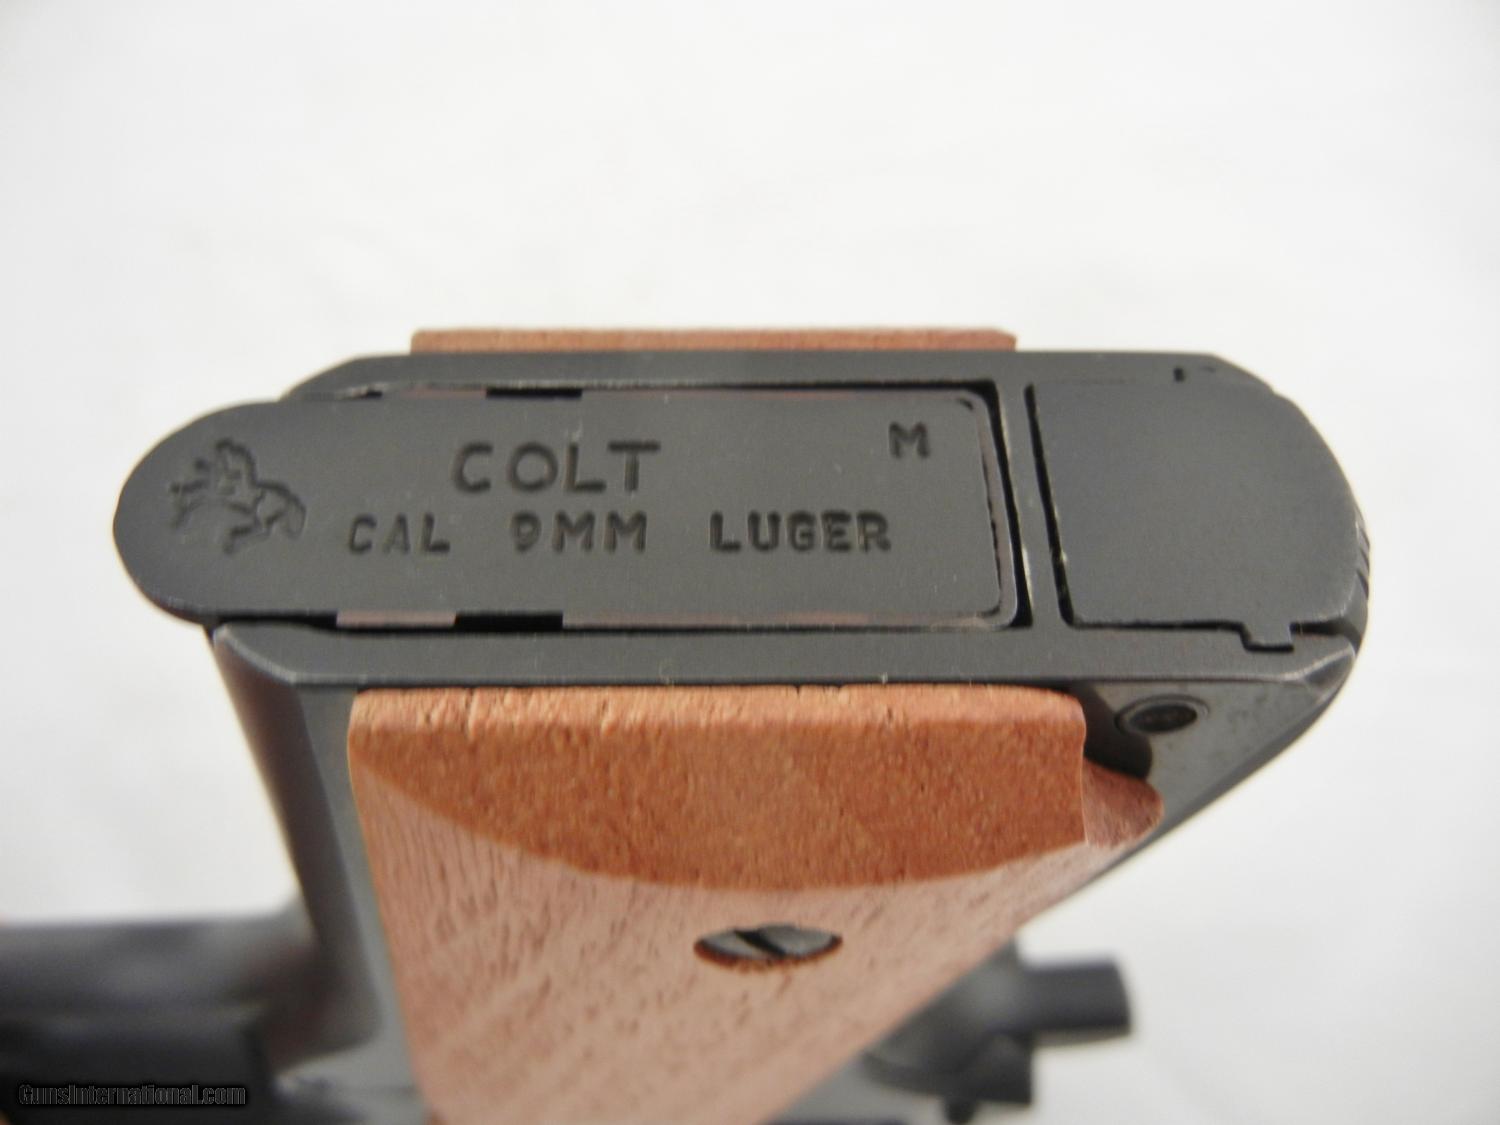 COLT M
CAL 9MM LUGER
GunsInternational.com